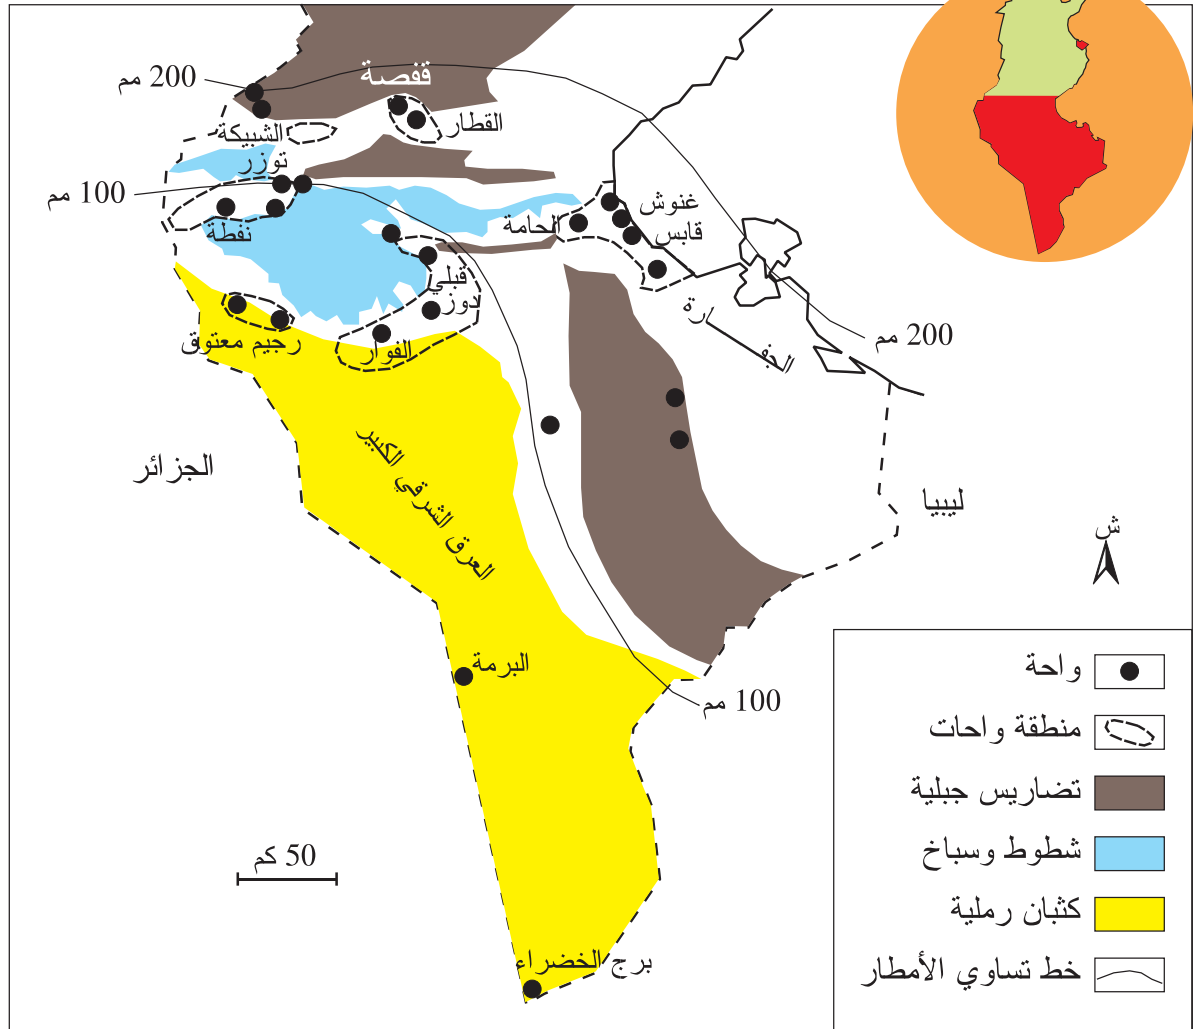 200 مم
قفصة
القطار
الشبيكة
توزر
100 مم
نفطة
الحامة
غنوش
قابس
قبلي
دوز
رجيم معتوق
الفوار
الجفارة
200 مم
الجزائر
العرق الشرقي الكبير
ليبيا
ش
البرمة
100 مم
50 كم
برج الخضراء
واحة
منطقة واحات
تضاريس جبلية
شطوط وسباخ
كثبان رملية
خط تساوي الأمطار